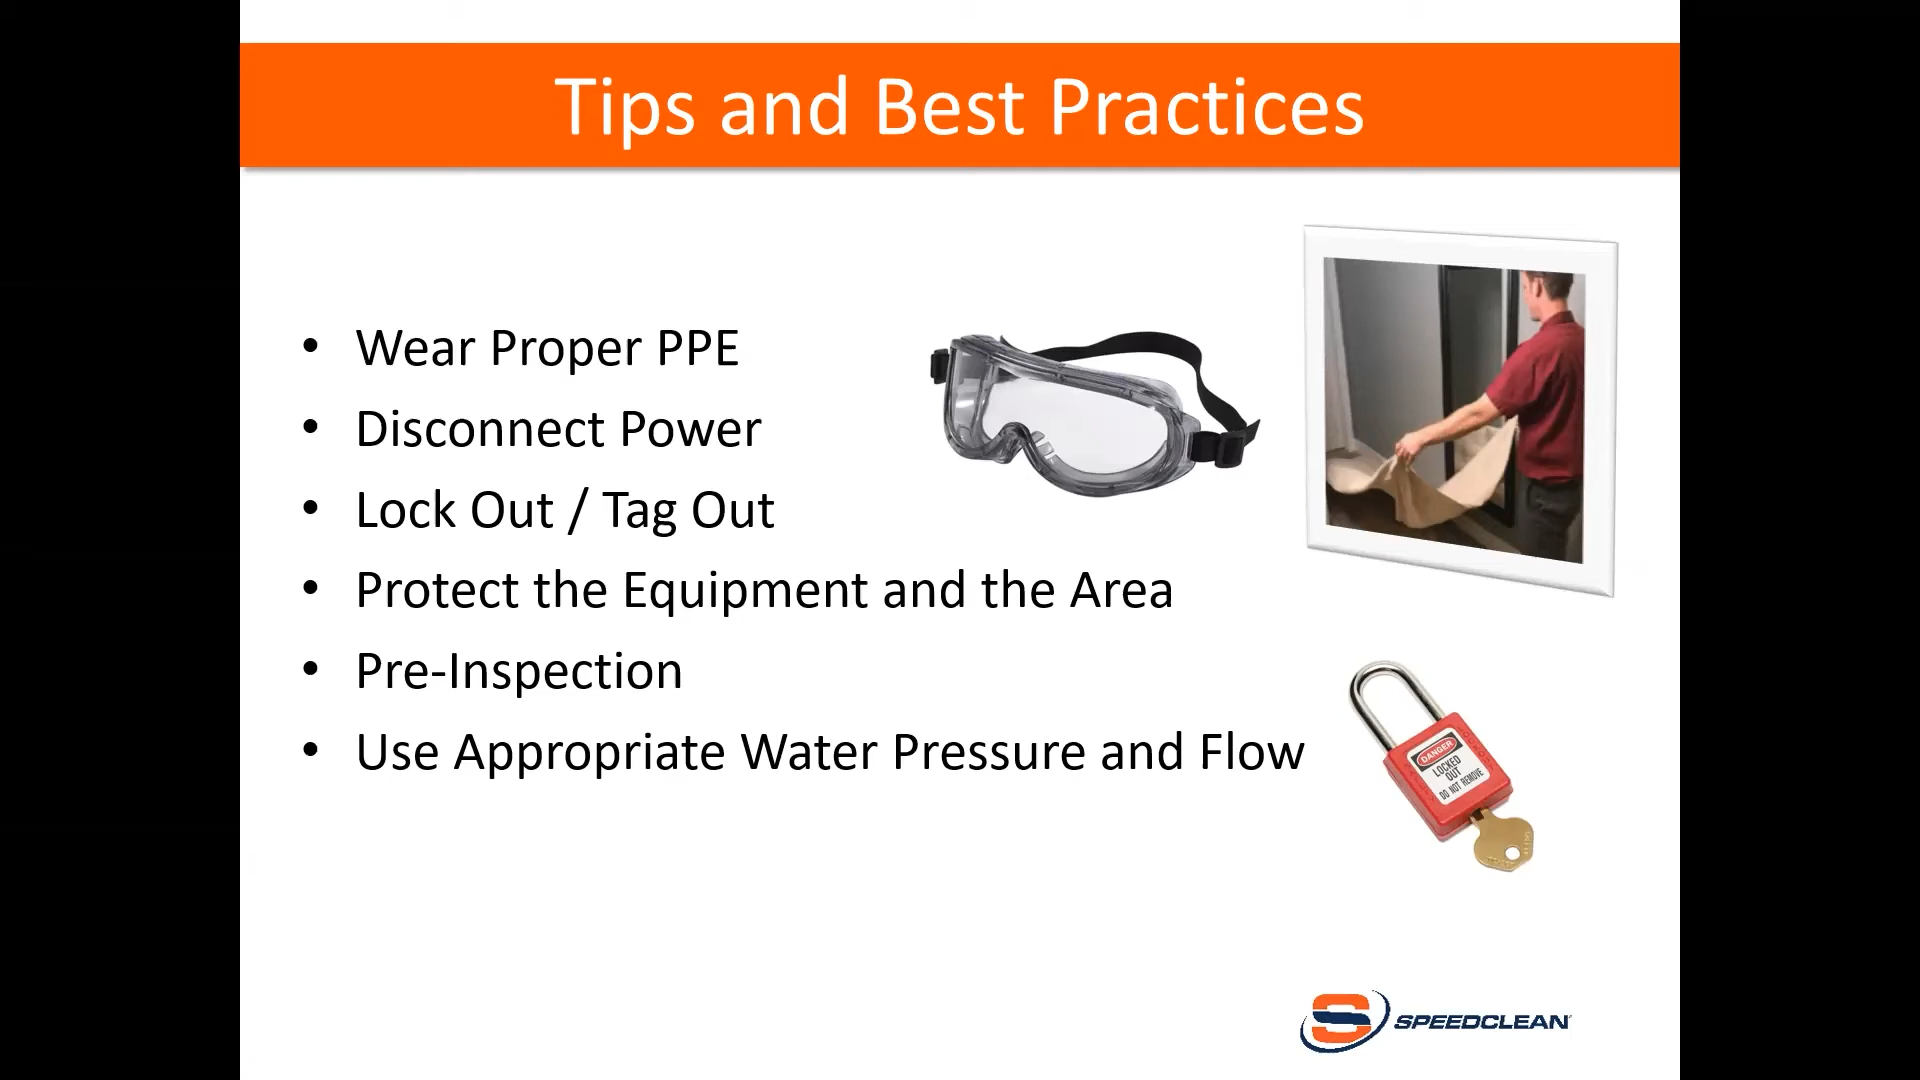 Tips and Best Practices
• Wear Proper PPE
• Disconnect Power
• Lock Out / Tag Out
• Protect the Equipment and the Area
• Pre-Inspection
• Use Appropriate Water Pressure and Flow
DANGER
LOCKED
OUT
DO NOT REMOVE
SPEEDCLEAN